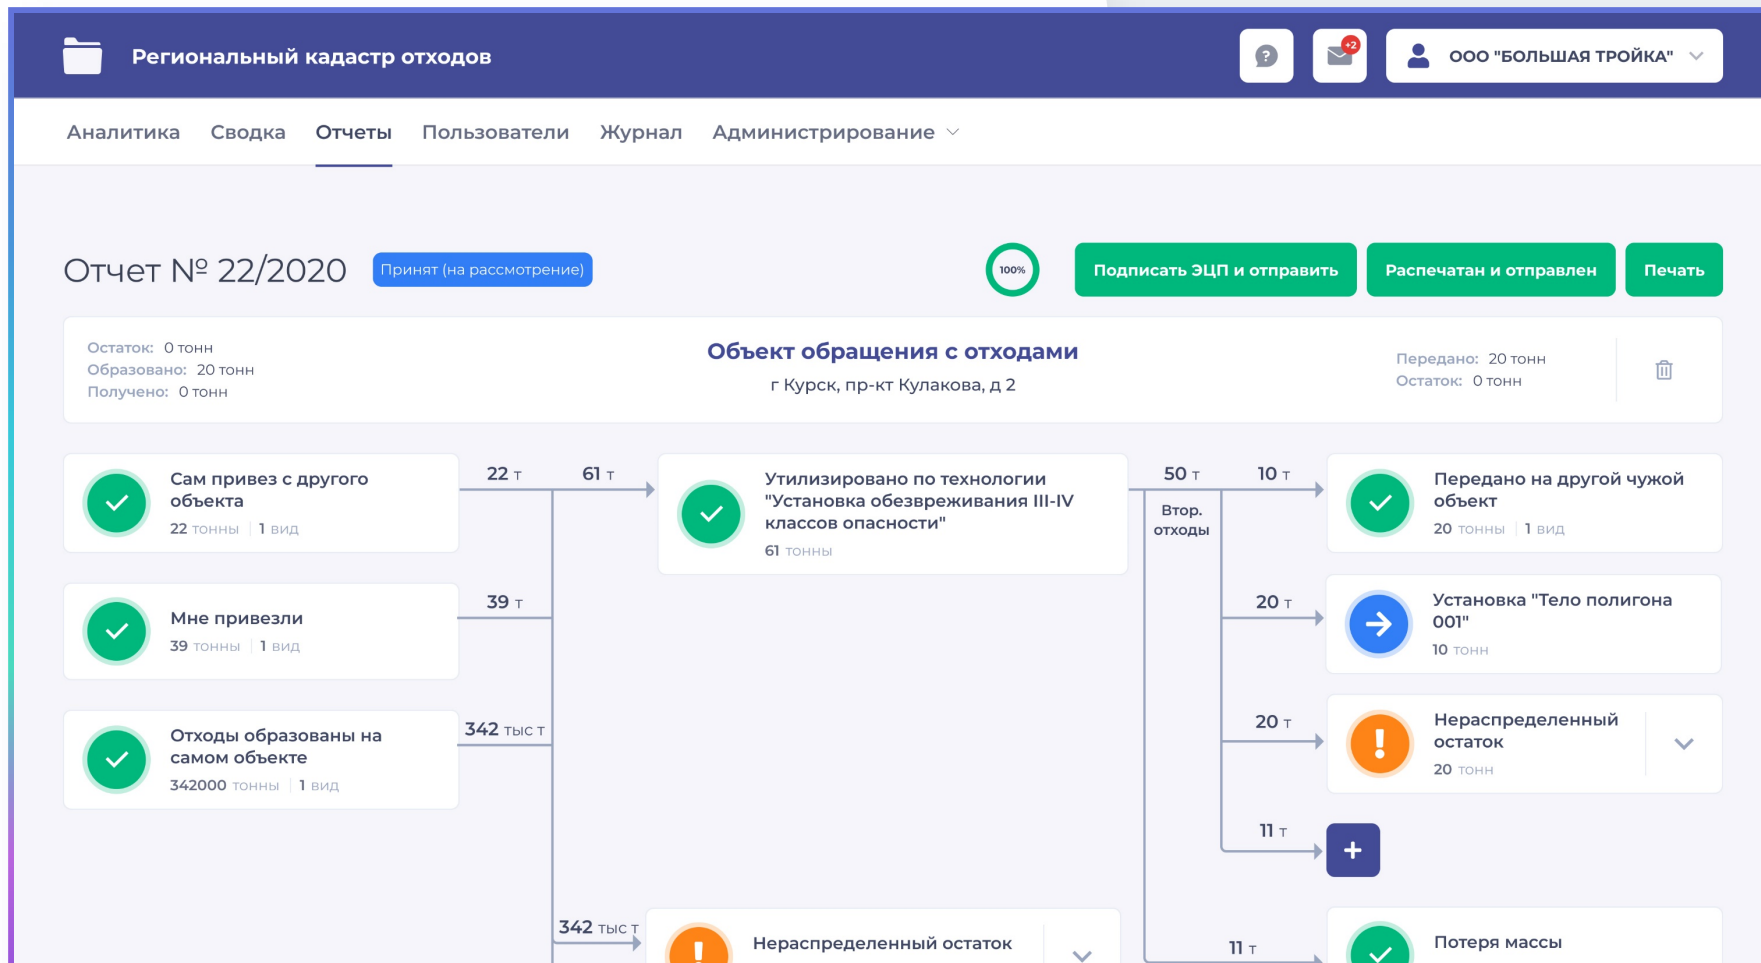 Региональный кадастр отходов
?
+2
ООО "БОЛЬШАЯ ТРОЙКА"
Аналитика Сводка Отчеты Пользователи Журнал Администрирование
Отчет № 22/2020
Принят (на рассмотрение)
100%
Подписать ЭЦП и отправить
Распечатан и отправлен
Печать
Остаток: 0 тонн
Образовано: 20 тонн
Получено: 0 тонн
Объект обращения с отходами
г Курск, пр-кт Кулакова, д 2
Передано: 20 тонн
Остаток: 0 тонн
Сам привез с другого
объекта
22 тонны 1 вид
22 т
61 т
Утилизировано по технологии
"Установка обезвреживания III-IV
классов опасности"
61 тонны
50 т
Втор.
отходы
10 т
Передано на другой чужой
объект
20 тонны 1 вид
Мне привезли
39 тонны 1 вид
39 т
20 т
Установка "Тело полигона
001"
10 тонн
Отходы образованы на
самом объекте
342000 тонны 1 вид
342 тыс т
20 т
Нераспределенный
остаток
20 тонн
11 т
+
342 тыс т
Нераспределенный остаток
11 т
Потеря массы